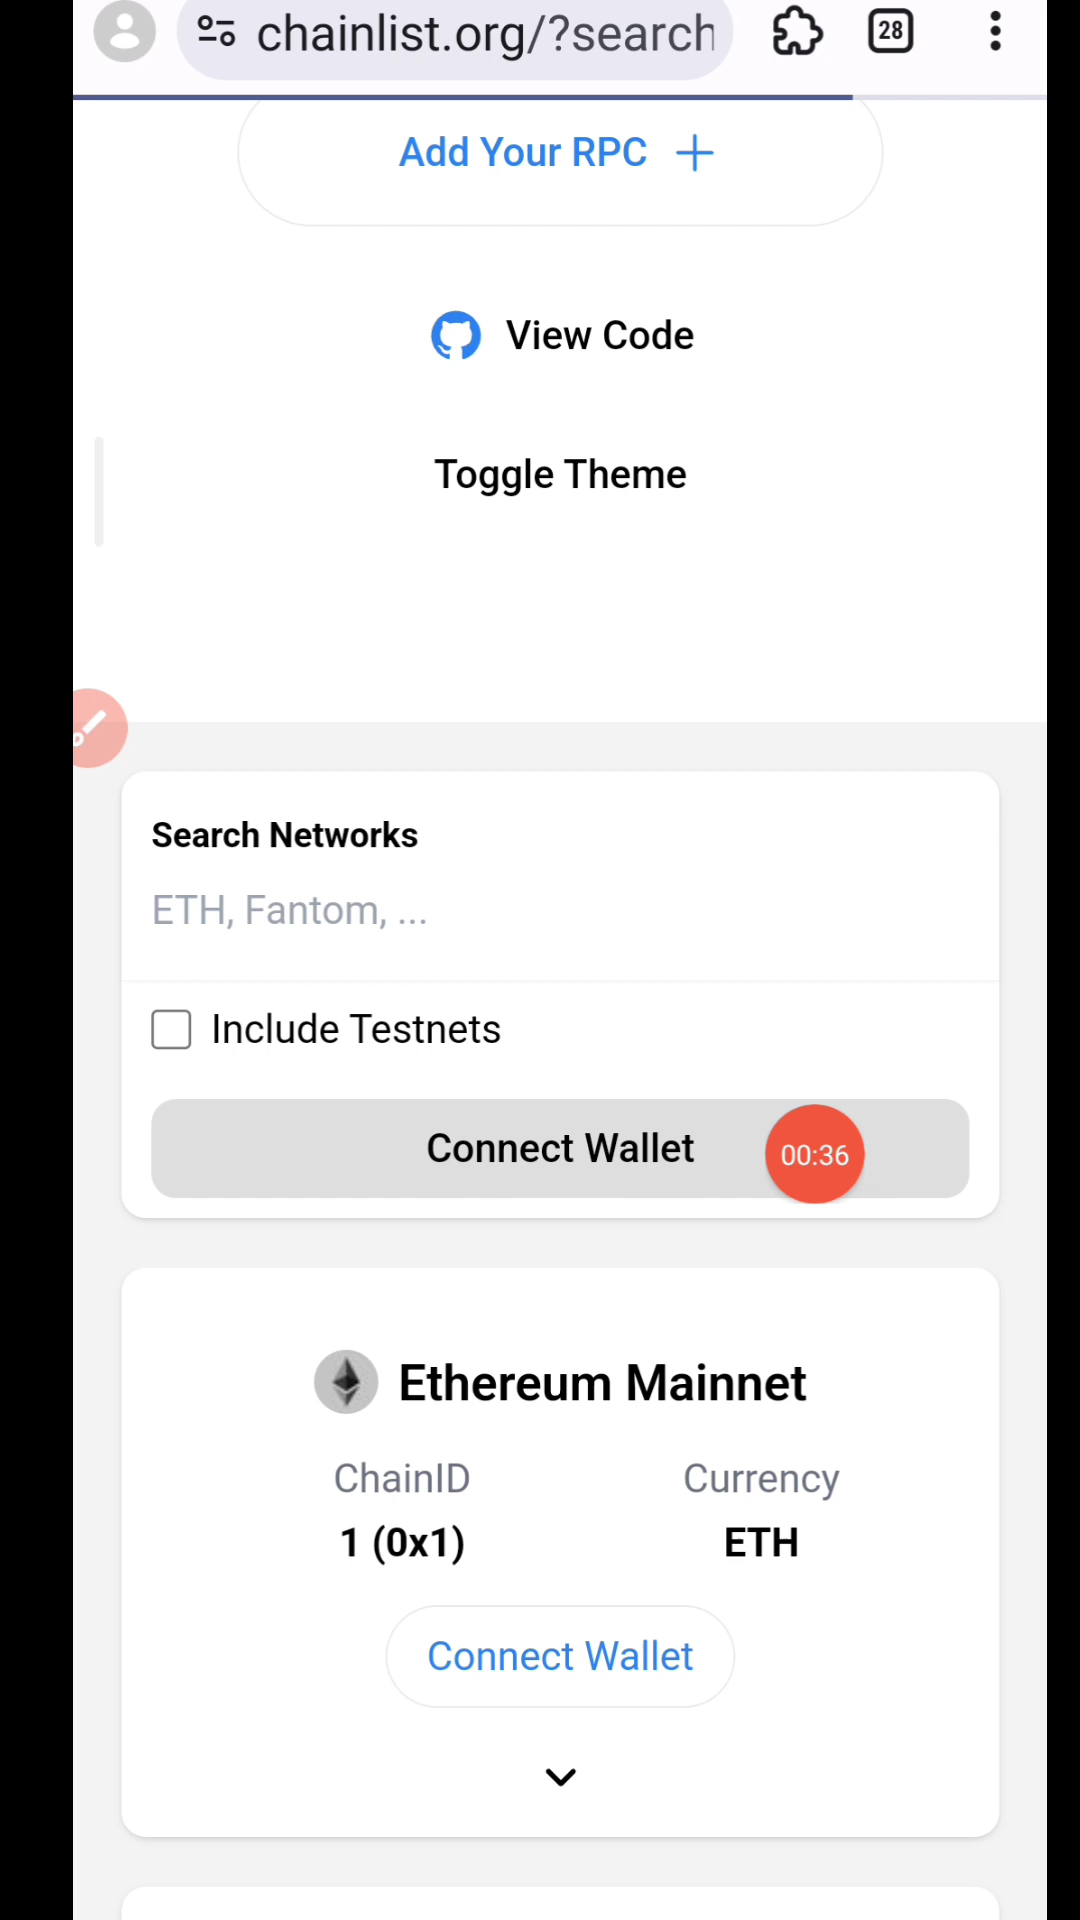 chainlist.org/?search
28
Add Your RPC
View Code
Toggle Theme
Search Networks
ETH, Fantom, ...
Include Testnets
Connect Wallet
00:36
Ethereum Mainnet
ChainID Currency
1 (0x1) ETH
Connect Wallet